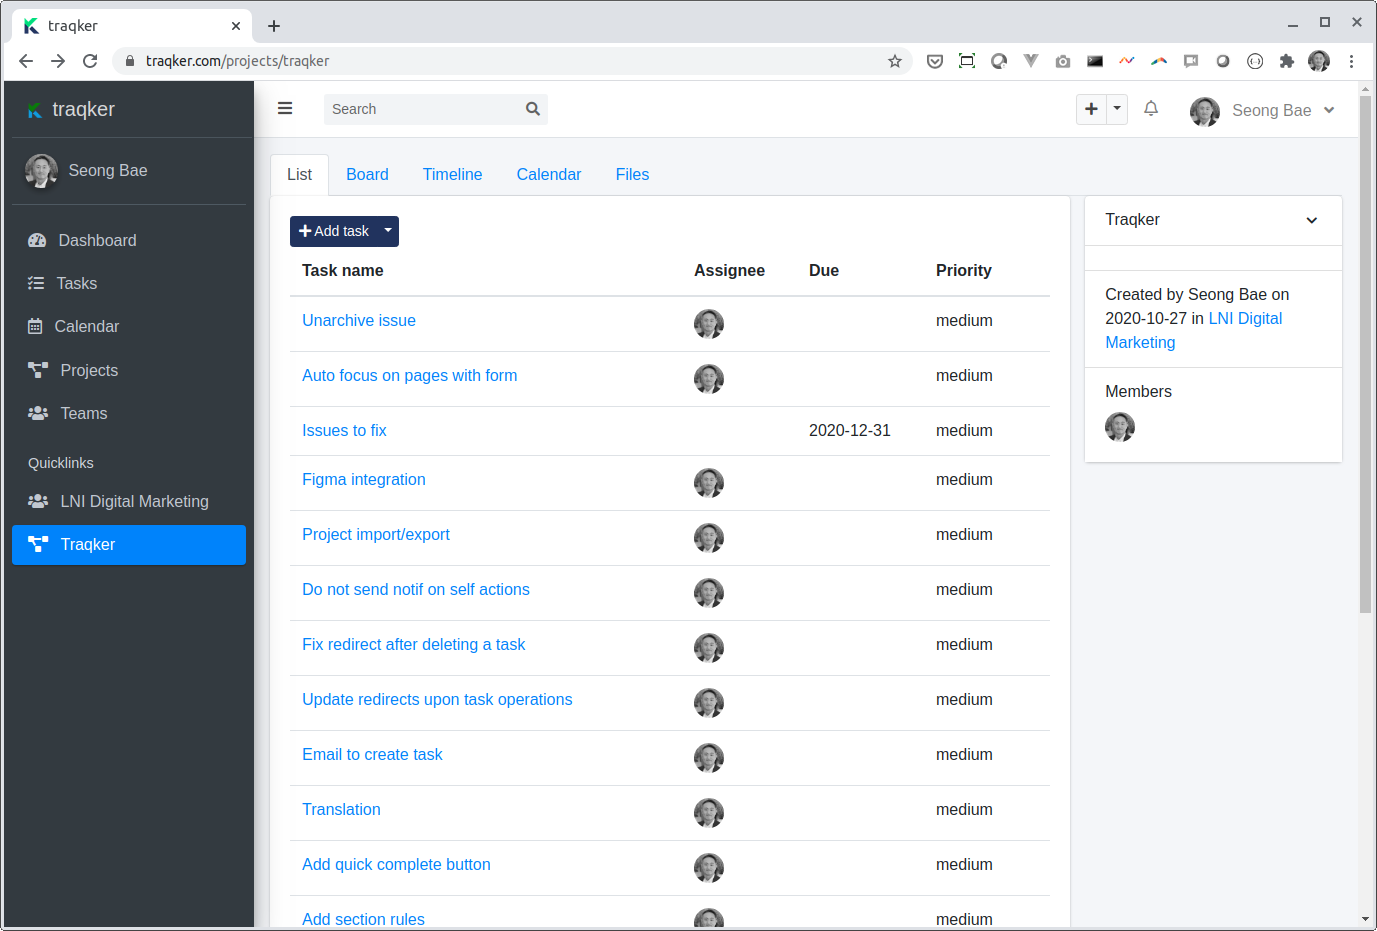 traqker
traqker.com/projects/traqker
traqker
Search
Seong Bae
Seong Bae
Dashboard
Tasks
Calendar
Projects
Teams
Quicklinks
LNI Digital Marketing
Traqker
List Board Timeline Calendar Files
Add task
Task name Assignee Due Priority
Unarchive issue medium
Auto focus on pages with form medium
Issues to fix 2020-12-31 medium
Figma integration medium
Project import/export medium
Do not send notif on self actions medium
Fix redirect after deleting a task medium
Update redirects upon task operations medium
Email to create task medium
Translation medium
Add quick complete button medium
Add section rules medium
Traqker
Created by Seong Bae on
2020-10-27 in LNI Digital
Marketing
Members